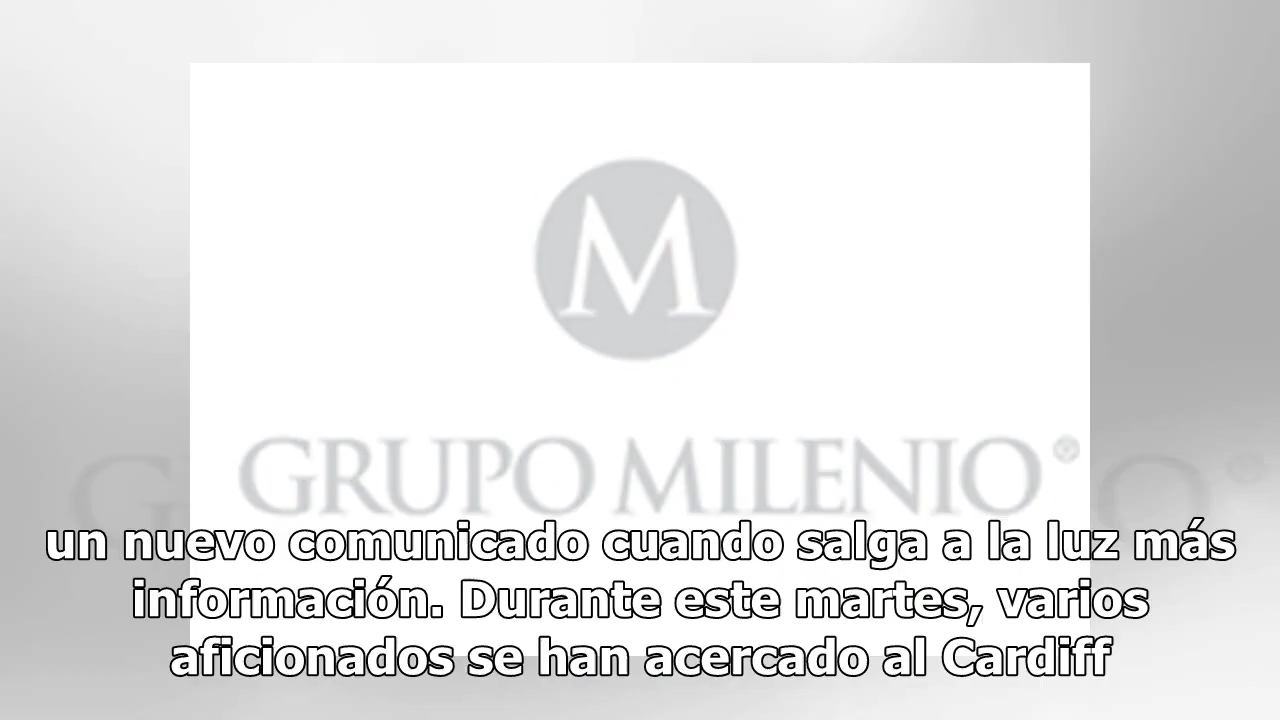 M
GRUPO MILENIO®
un nuevo comunicado cuando salga a la luz más
información. Durante este martes, varios
aficionados se han acercado al Cardiff